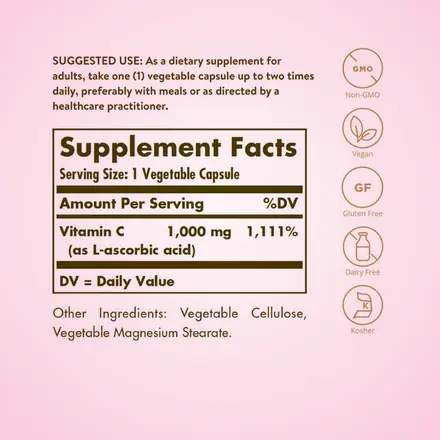 SUGGESTED USE: As a dietary supplement for
adults, take one (1) vegetable capsule up to two times
daily, preferably with meals or as directed by a
healthcare practitioner.
Supplement Facts
Serving Size: 1 Vegetable Capsule
Amount Per Serving %DV
Vitamin C 1,000 mg 1,111%
(as L-ascorbic acid)
DV = Daily Value
Other Ingredients: Vegetable Cellulose,
Vegetable Magnesium Stearate.
GMO
Non-GMO
Vegan
GF
Gluten Free
Dairy Free
K
Kosher